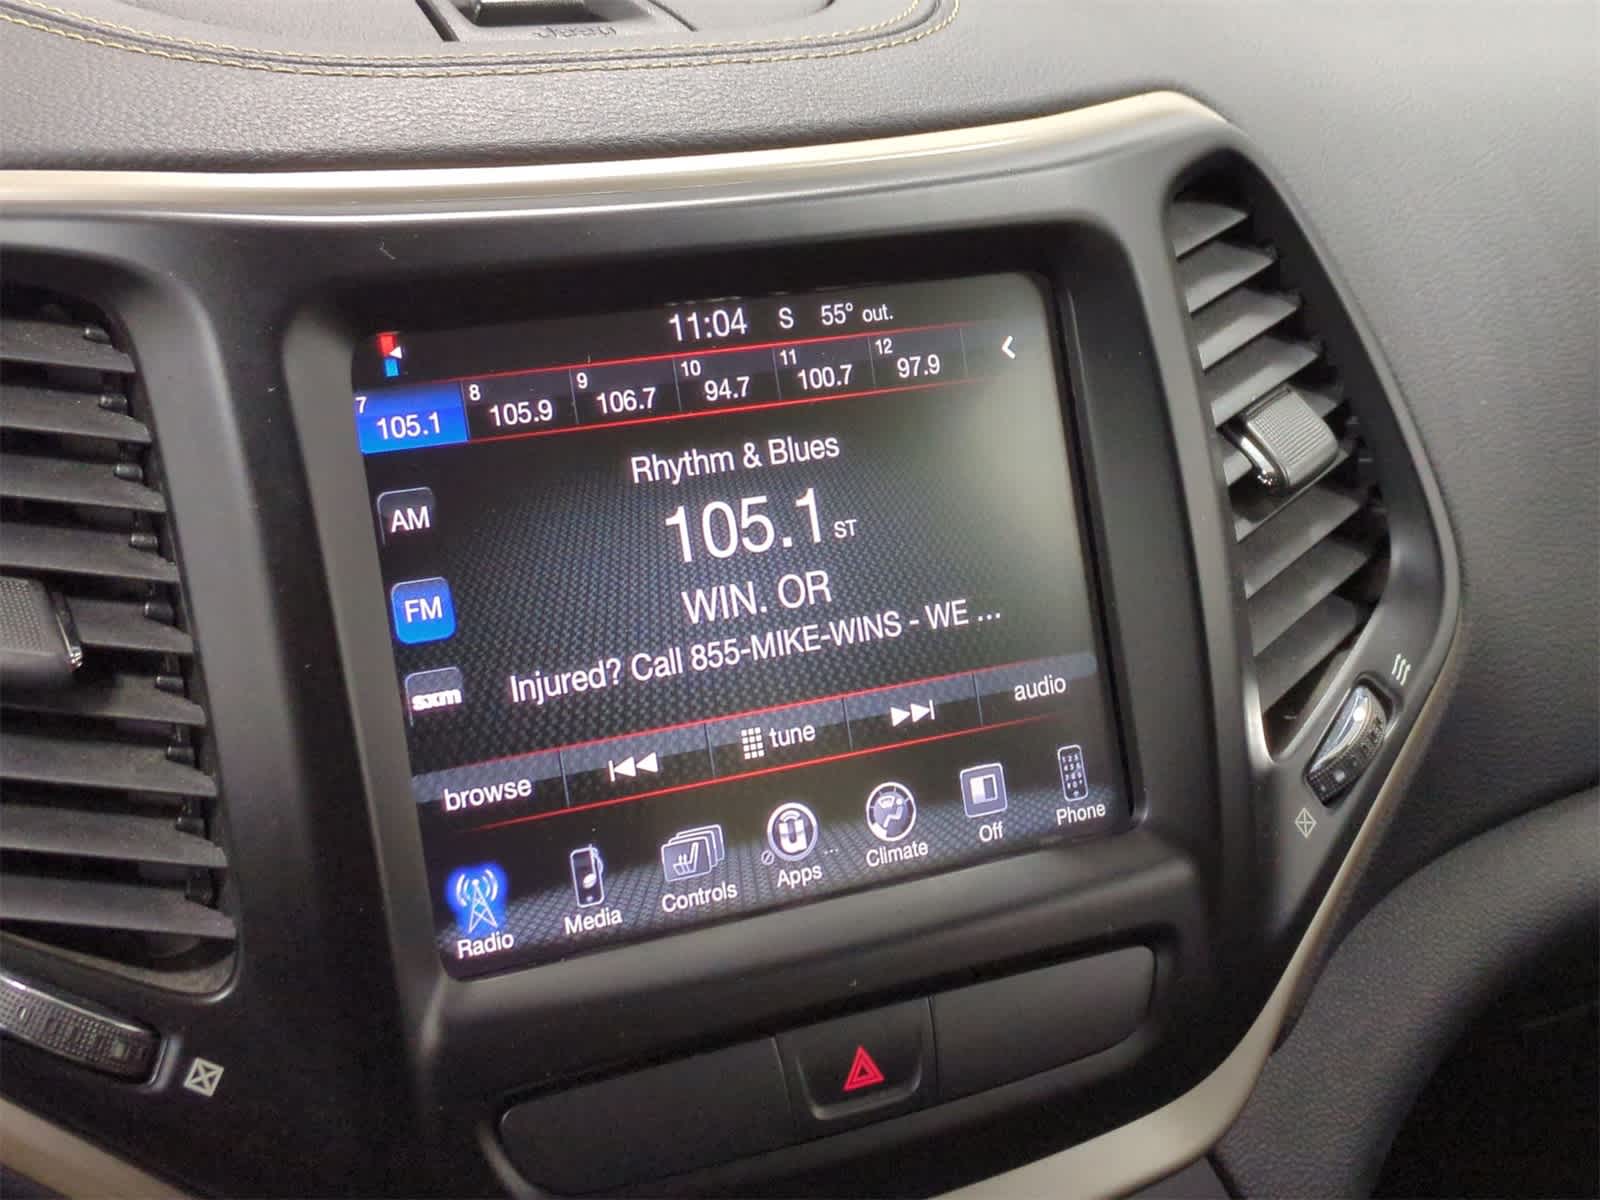 Jeep
11:04 S 55° out.
7 105.1 8 105.9 9 106.7 10 94.7 11 100.7 12 97.9
Rhythm & Blues
AM
105.1 ST
FM
WIN. OR
sxm
Injured? Call 855-MIKE-WINS - WE ...
browse tune audio
Radio Media Controls Apps ... Climate Off Phone